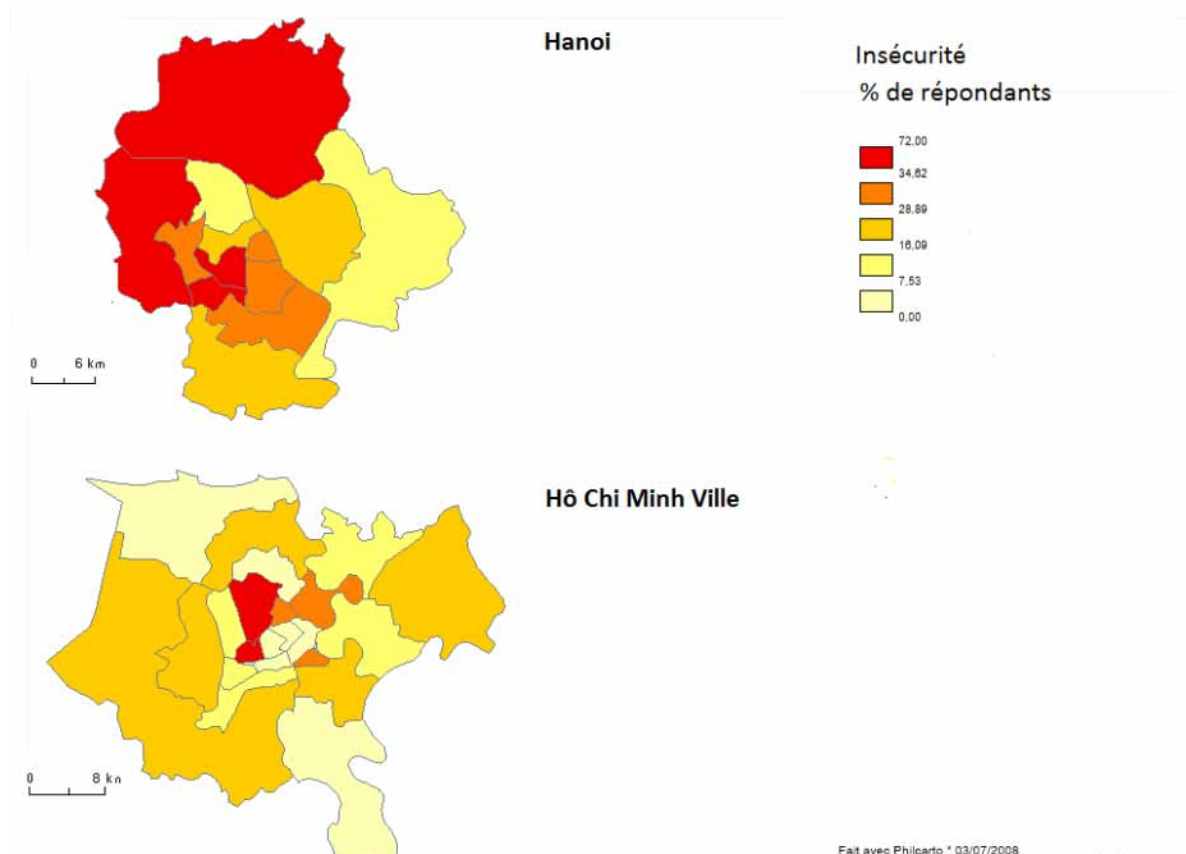 Hanoi
Insécurité
% de répondants
72,00
34,62
28,89
16,09
7,53
0,00
0 6 km
Hô Chi Minh Ville
0 8 kn
Fait avec Philcarto * 03/07/2008